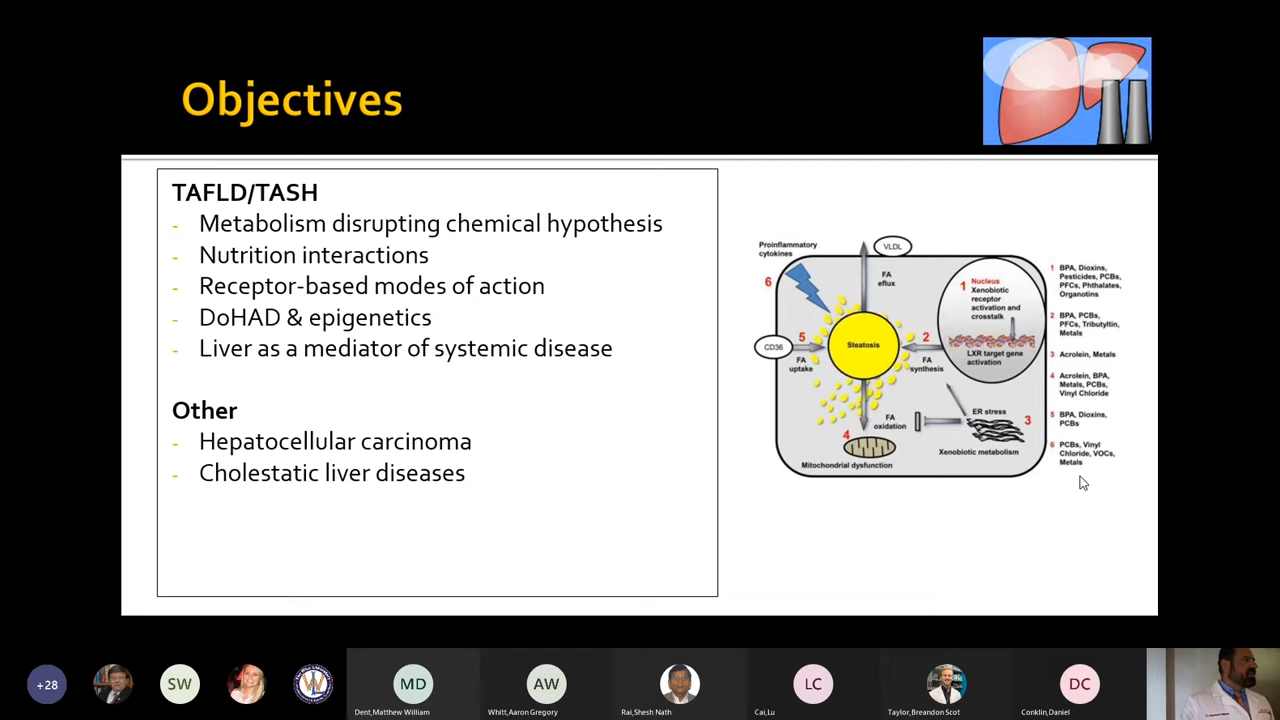 Objectives
TAFLD/TASH
- Metabolism disrupting chemical hypothesis
- Nutrition interactions
- Receptor-based modes of action
- DoHAD & epigenetics
- Liver as a mediator of systemic disease
Other
- Hepatocellular carcinoma
- Cholestatic liver diseases
Proinflammatory
cytokines
6
VLDL
FA
eflux
1 Nucleus
Xenobiotic
receptor
activation and
crosstalk
LXR target gene
activation
CD36
5
FA
uptake
Steatosis
2
FA
synthesis
4
FA
oxidation
Mitochondrial dysfunction
ER stress
3
Xenobiotic metabolism
1 BPA, Dioxins,
Pesticides, PCBs,
PFCs, Phthalates,
Organotins
2 BPA, PCBs,
PFCs, Tributyltin,
Metals
3 Acrolein, Metals
4 Acrolein, BPA,
Metals, PCBs,
Vinyl Chloride
5 BPA, Dioxins,
PCBs
6 PCBs, Vinyl
Chloride, VOCs,
Metals
+28
SW
MD
Dent,Matthew William
AW
Whitt,Aaron Gregory
Rai,Shesh Nath
LC
Cai,Lu
Taylor,Breandon Scot
DC
Conklin,Daniel